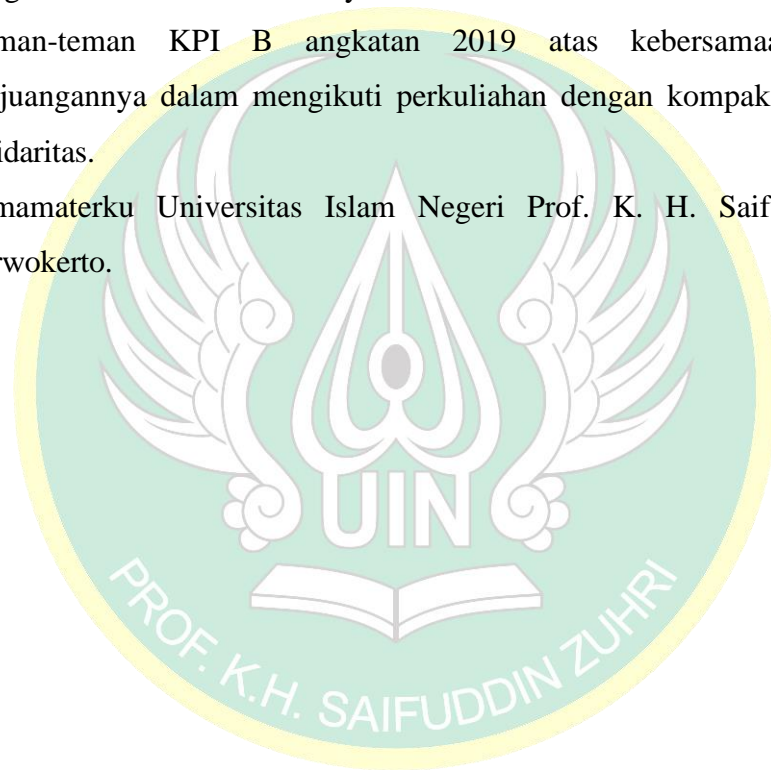 man-teman KPI B angkatan 2019 atas kebersamaa
juangannya dalam mengikuti perkuliahan dengan kompak
idaritas.
mamaterku Universitas Islam Negeri Prof. K. H. Saif
rwokerto.
UIN
PROF. K.H. SAIFUDDIN ZUHRI